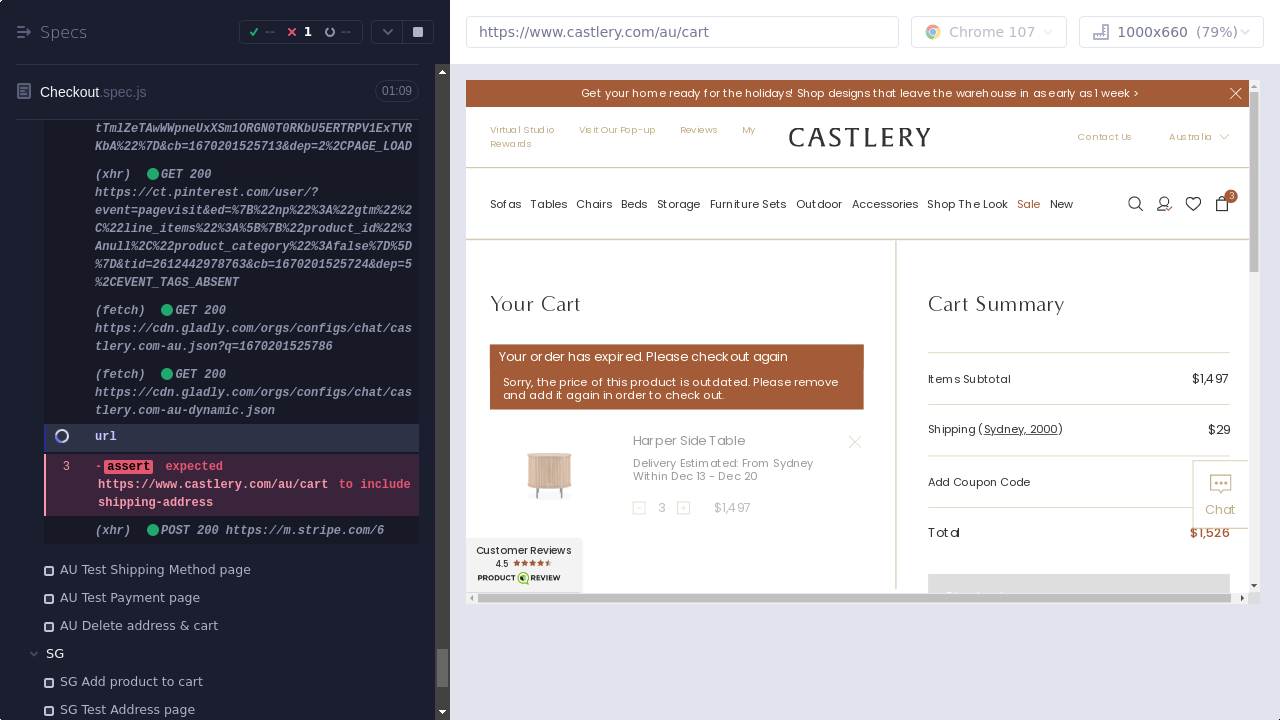 Specs
-- 1 --
https://www.castlery.com/au/cart
Chrome 107
1000x660 (79%)
Checkout.spec.js
01:09
tTmlZeTAwWWpneUxXSm1ORGN0T0RKbU5ERTRPV1ExTVR
KbA%22%7D&cb=1670201525713&dep=2%2CPAGE_LOAD
(xhr) GET 200
https://ct.pinterest.com/user/?
event=pagevisit&ed=%7B%22np%22%3A%22gtm%22%2
C%22line_items%22%3A%5B%7B%22product_id%22%3
Anull%2C%22product_category%22%3Afalse%7D%5D
%7D&tid=2612442978763&cb=1670201525724&dep=5
%2CEVENT_TAGS_ABSENT
(fetch) GET 200
https://cdn.gladly.com/orgs/configs/chat/cas
tlery.com-au.json?q=1670201525786
(fetch) GET 200
https://cdn.gladly.com/orgs/configs/chat/cas
tlery.com-au-dynamic.json
url
3 -assert expected
https://www.castlery.com/au/cart to include
shipping-address
(xhr) POST 200 https://m.stripe.com/6
AU Test Shipping Method page
AU Test Payment page
AU Delete address & cart
SG
SG Add product to cart
SG Test Address page
Get your home ready for the holidays! Shop designs that leave the warehouse in as early as 1 week >
Virtual Studio Visit Our Pop-up Reviews My
Rewards
CASTLERY
Contact Us Australia
Sofas Tables Chairs Beds Storage Furniture Sets Outdoor Accessories Shop The Look Sale New
3
Your Cart
Your order has expired. Please check out again
Sorry, the price of this product is outdated. Please remove
and add it again in order to check out.
Harper Side Table
Delivery Estimated: From Sydney
Within Dec 13 - Dec 20
3 $1,497
Customer Reviews
4.5
PRODUCT REVIEW
Cart Summary
Items Subtotal $1,497
Shipping (Sydney, 2000) $29
Add Coupon Code
Chat
Total $1,526